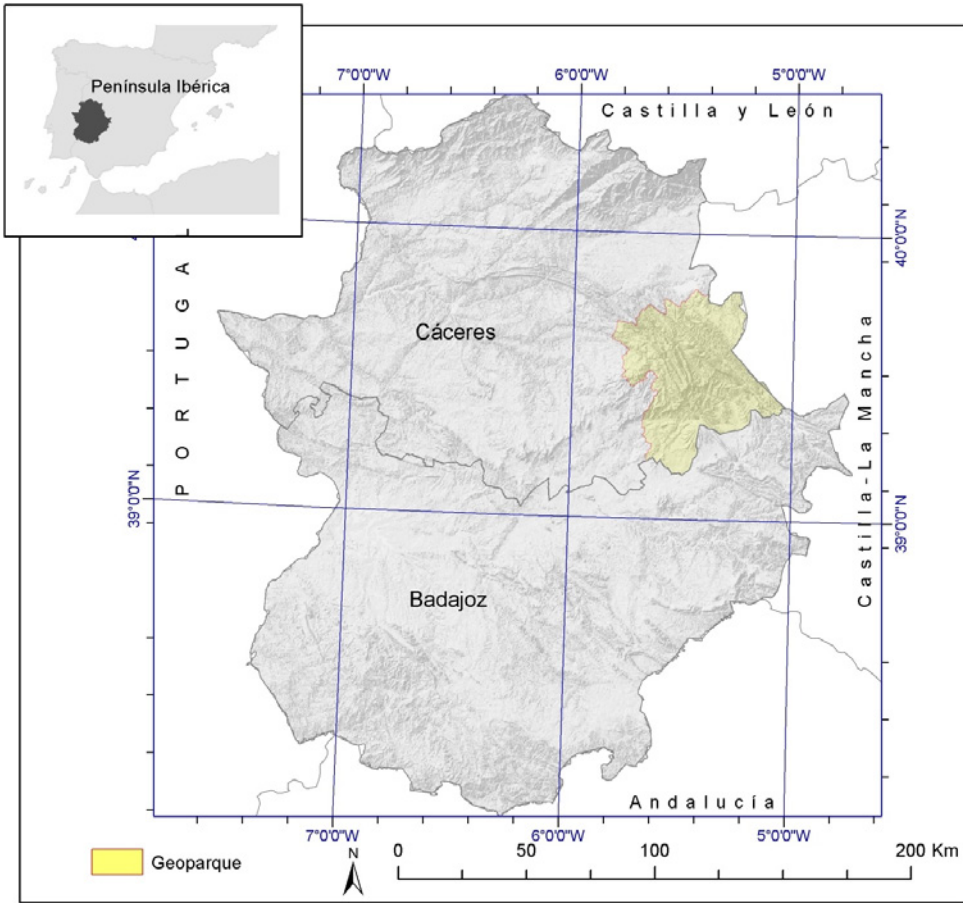 Península Ibérica
7°0'0"W
6°0'0"W
5°0'0"W
Castilla y León
40°0'0"N
PORTUGA
Cáceres
Castilla-La Mancha
39°0'0"N
39°0'0"N
Badajoz
Andalucía
7°0'0"W
6°0'0"W
5°0'0"W
Geoparque
N
0 50 100 200 Km